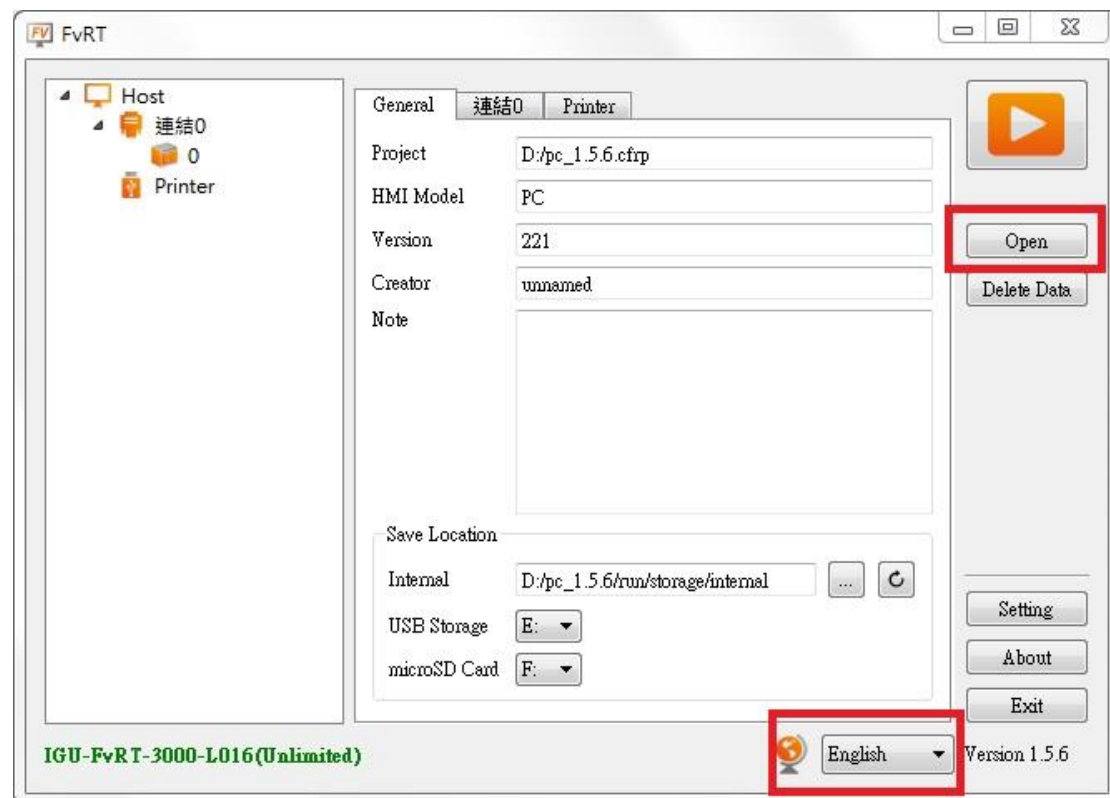 FV FvRT
Host
連結0
0
Printer
General 連結0 Printer
Project D:/pc_1.5.6.cfrp
HMI Model PC
Version 221
Creator unnamed
Note
Save Location
Internal D:/pc_1.5.6/run/storage/internal ...
USB Storage E:
microSD Card F:
Open
Delete Data
Setting
About
Exit
IGU-FvRT-3000-L016(Unlimited) English Version 1.5.6